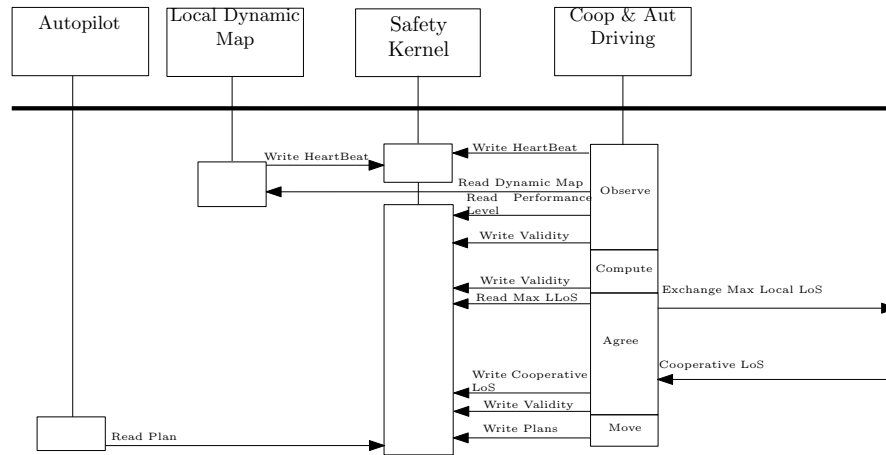 Autopilot
Local Dynamic
Map
Safety
Kernel
Coop & Aut
Driving
Write HeartBeat
Write HeartBeat
Read Dynamic Map
Observe
Read Performance
Level
Write Validity
Compute
Write Validity
Exchange Max Local LoS
Read Max LLoS
Agree
Cooperative LoS
Write Cooperative
LoS
Write Validity
Write Plans
Move
Read Plan